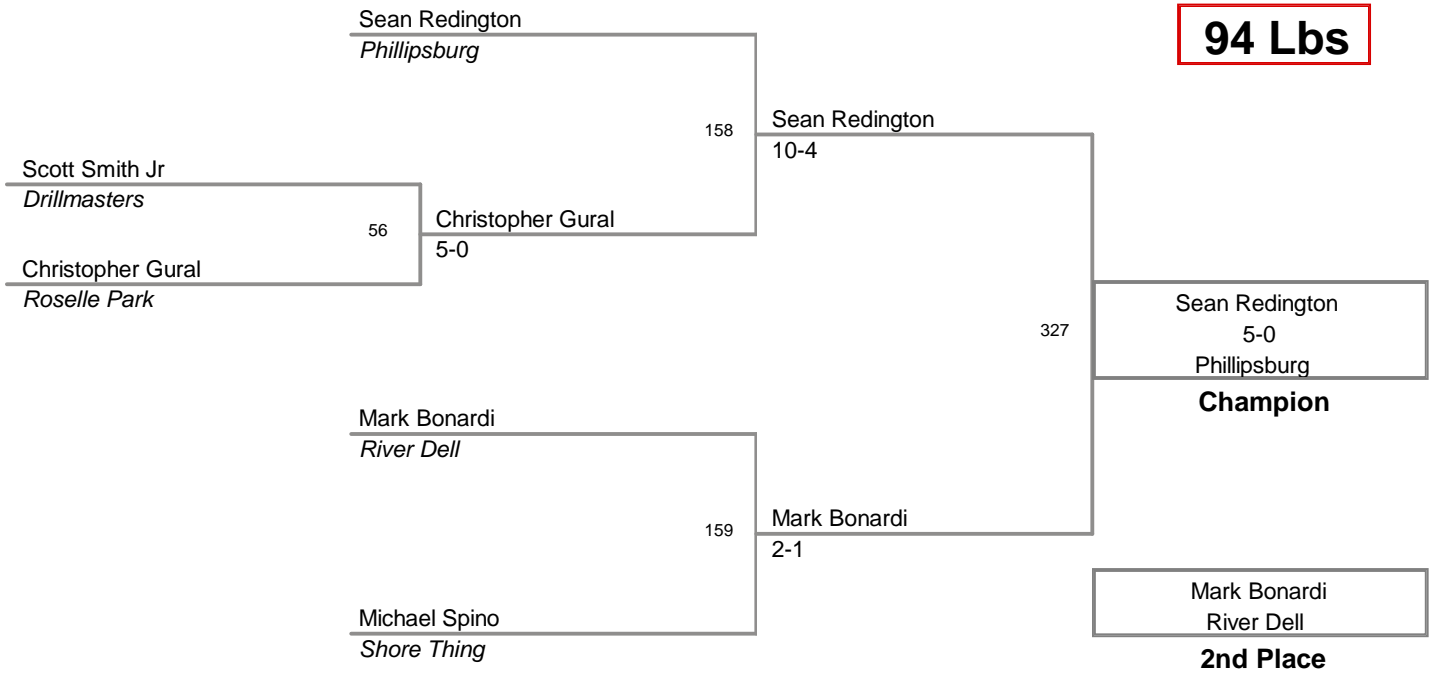 Sean Redington
Phillipsburg
94 Lbs
158
Sean Redington
10-4
Scott Smith Jr
Drillmasters
56
Christopher Gural
5-0
Christopher Gural
Roselle Park
327
Sean Redington
5-0
Phillipsburg
Champion
Mark Bonardi
River Dell
159
Mark Bonardi
2-1
Michael Spino
Shore Thing
Mark Bonardi
River Dell
2nd Place